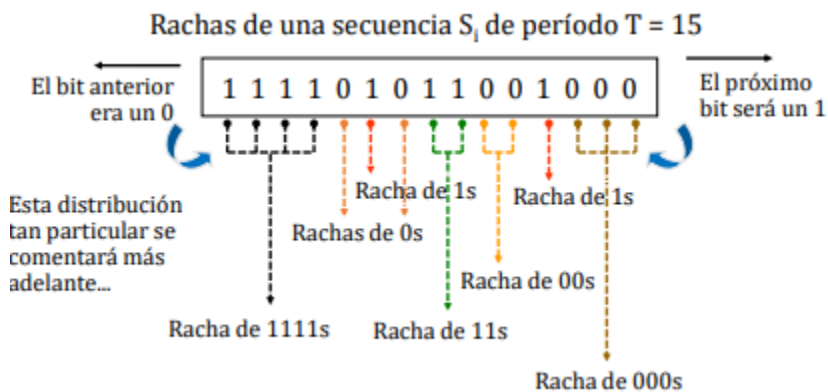 Rachas de una secuencia Sᵢ de período T = 15
El bit anterior
era un 0
1 1 1 1 0 1 0 1 1 0 0 1 0 0 0
El próximo
bit será un 1
Racha de 1s
Racha de 1s
Esta distribución
tan particular se
comentará más
adelante...
Rachas de 0s
Racha de 00s
Racha de 1111s
Racha de 11s
Racha de 000s